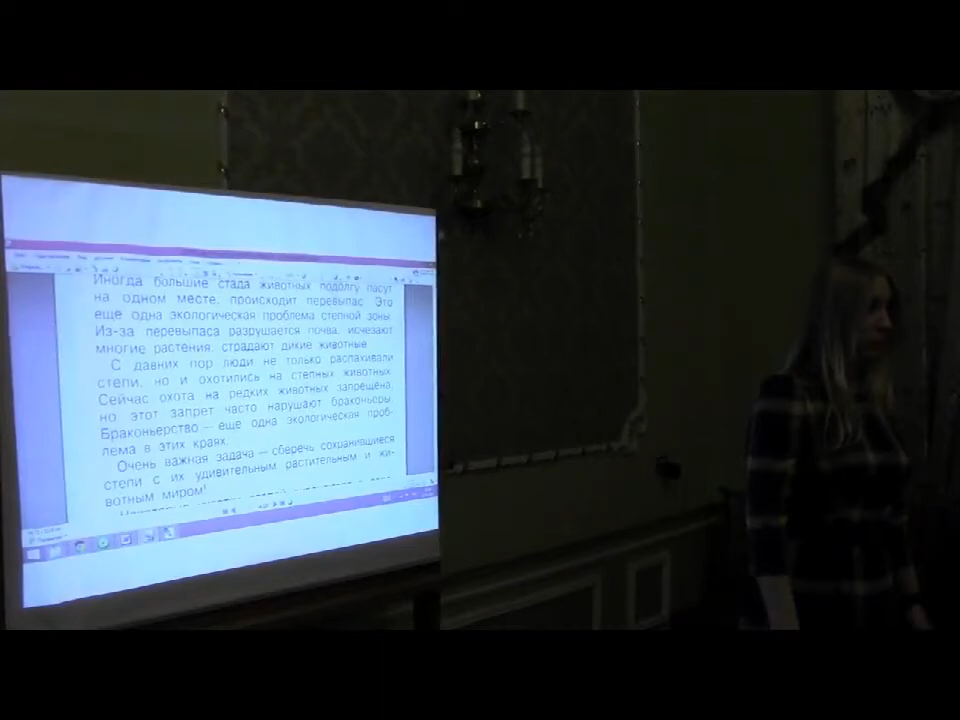 Иногда большие стада животных подолгу пасут
на одном месте, происходит перевыпас. Это
ещё одна экологическая проблема степной зоны.
Из-за перевыпаса разрушается почва, исчезают
многие растения, страдают дикие животные.
С давних пор люди не только распахивали
степи, но и охотились на степных животных.
Сейчас охота на редких животных запрещена,
но этот запрет часто нарушают браконьеры.
Браконьерство — еще одна экологическая проб-
лема в этих краях.
Очень важная задача — сберечь сохранившиеся
степи с их удивительным растительным и жи-
вотным миром!